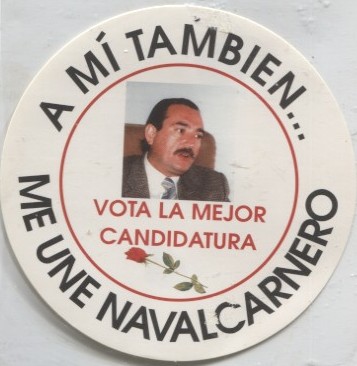 A MÍ TAMBIEN...
VOTA LA MEJOR
CANDIDATURA
ME UNE NAVALCARNERO